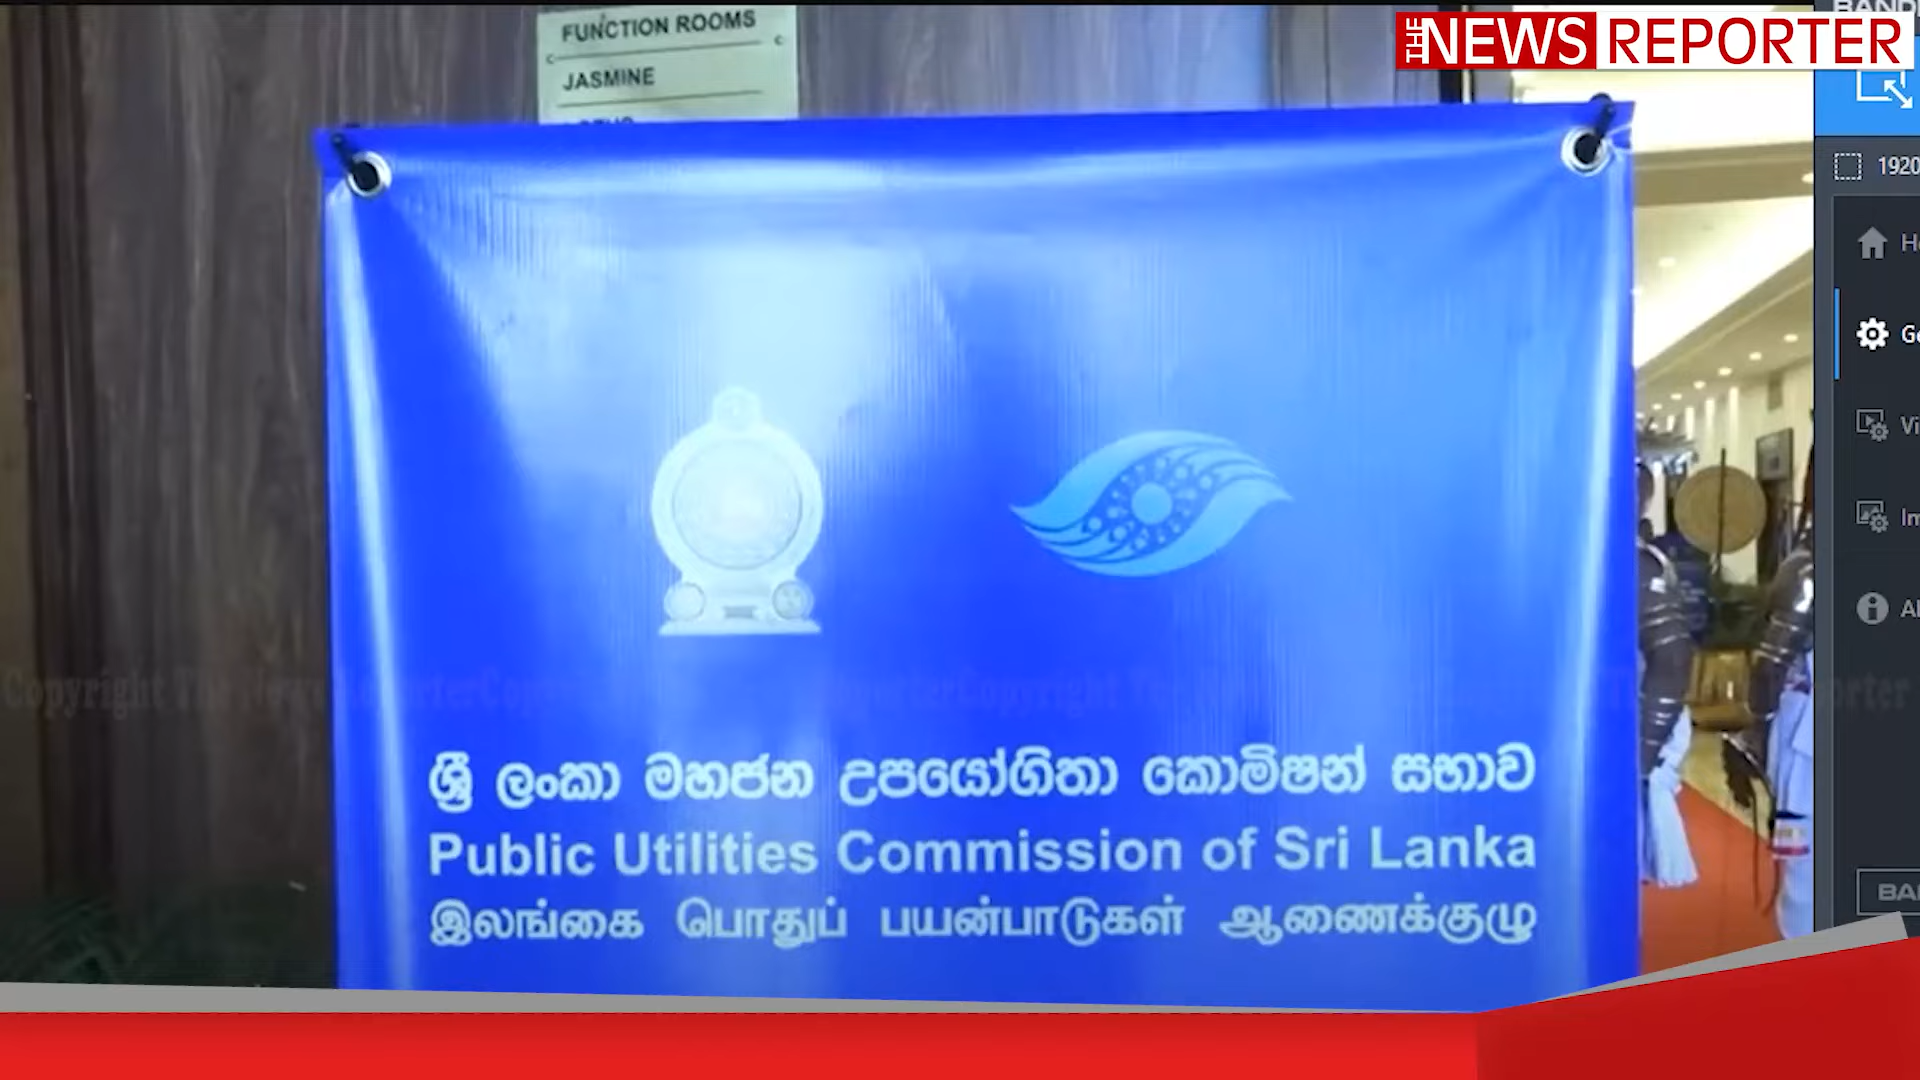 FUNCTION ROOMS
JASMINE
THE NEWS REPORTER
1920
ශ්‍රී ලංකා මහජන උපයෝගිතා කොමිෂන් සභාව
Public Utilities Commission of Sri Lanka
இலங்கை பொதுப் பயன்பாடுகள் ஆணைக்குழு